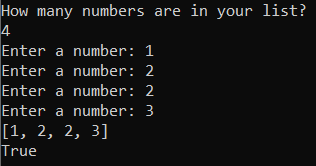 How many numbers are in your list?
4
Enter a number: 1
Enter a number: 2
Enter a number: 2
Enter a number: 3
[1, 2, 2, 3]
True